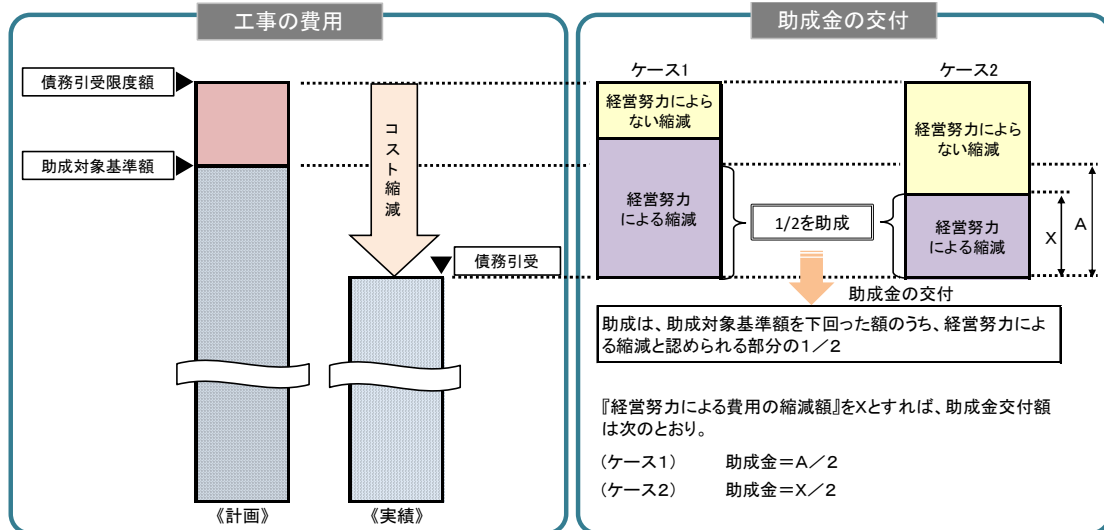 工事の費用
債務引受限度額
助成対象基準額
コスト縮減
債務引受
《計画》
《実績》
助成金の交付
ケース1
ケース2
経営努力によら
ない縮減
経営努力
による縮減
経営努力によら
ない縮減
経営努力
による縮減
1/2を助成
X
A
助成金の交付
助成は、助成対象基準額を下回った額のうち、経営努力によ
る縮減と認められる部分の1／2
『経営努力による費用の縮減額』をXとすれば、助成金交付額
は次のとおり。
(ケース1) 助成金＝A／2
(ケース2) 助成金＝X／2